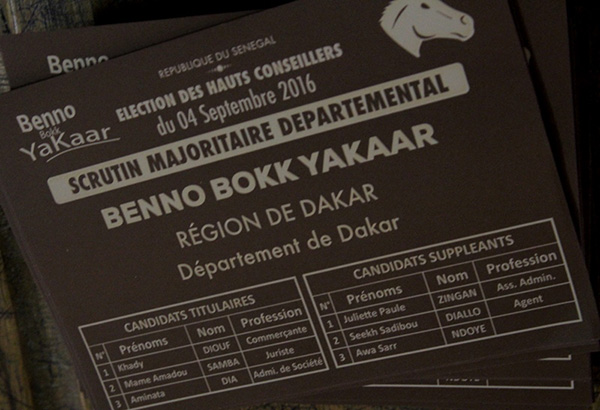 Benno
REPUBLIQUE DU SENEGAL
ELECTION DES HAUTS CONSEILLERS
du 04 Septembre 2016
Benno
Bokk
Yakaar
SCRUTIN MAJORITAIRE DEPARTEMENTAL
BENNO BOKK YAKAAR
RÉGION DE DAKAR
Département de Dakar
CANDIDATS TITULAIRES
N° Prénoms Nom Profession
1 Khady DIOUF Commerçante
2 Mame Amadou SAMBA Juriste
3 Aminata DIA Admi. de Société
CANDIDATS SUPPLEANTS
N° Prénoms Nom Profession
1 Juliette Paule ZINGAN Ass. Admin.
2 Seekh Sadibou DIALLO Agent
3 Awa Sarr NDOYE